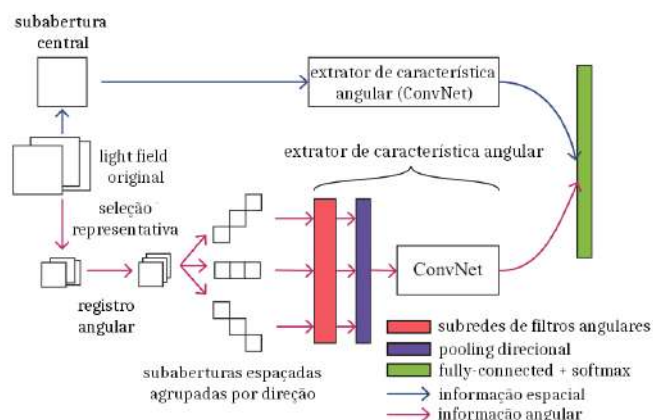 subabertura
central
extrator de característica
angular (ConvNet)
extrator de característica angular
light field
original
seleção
representativa
ConvNet
registro
angular
subaberturas espaçadas
agrupadas por direção
subredes de filtros angulares
pooling direcional
fully-connected + softmax
informação espacial
informação angular